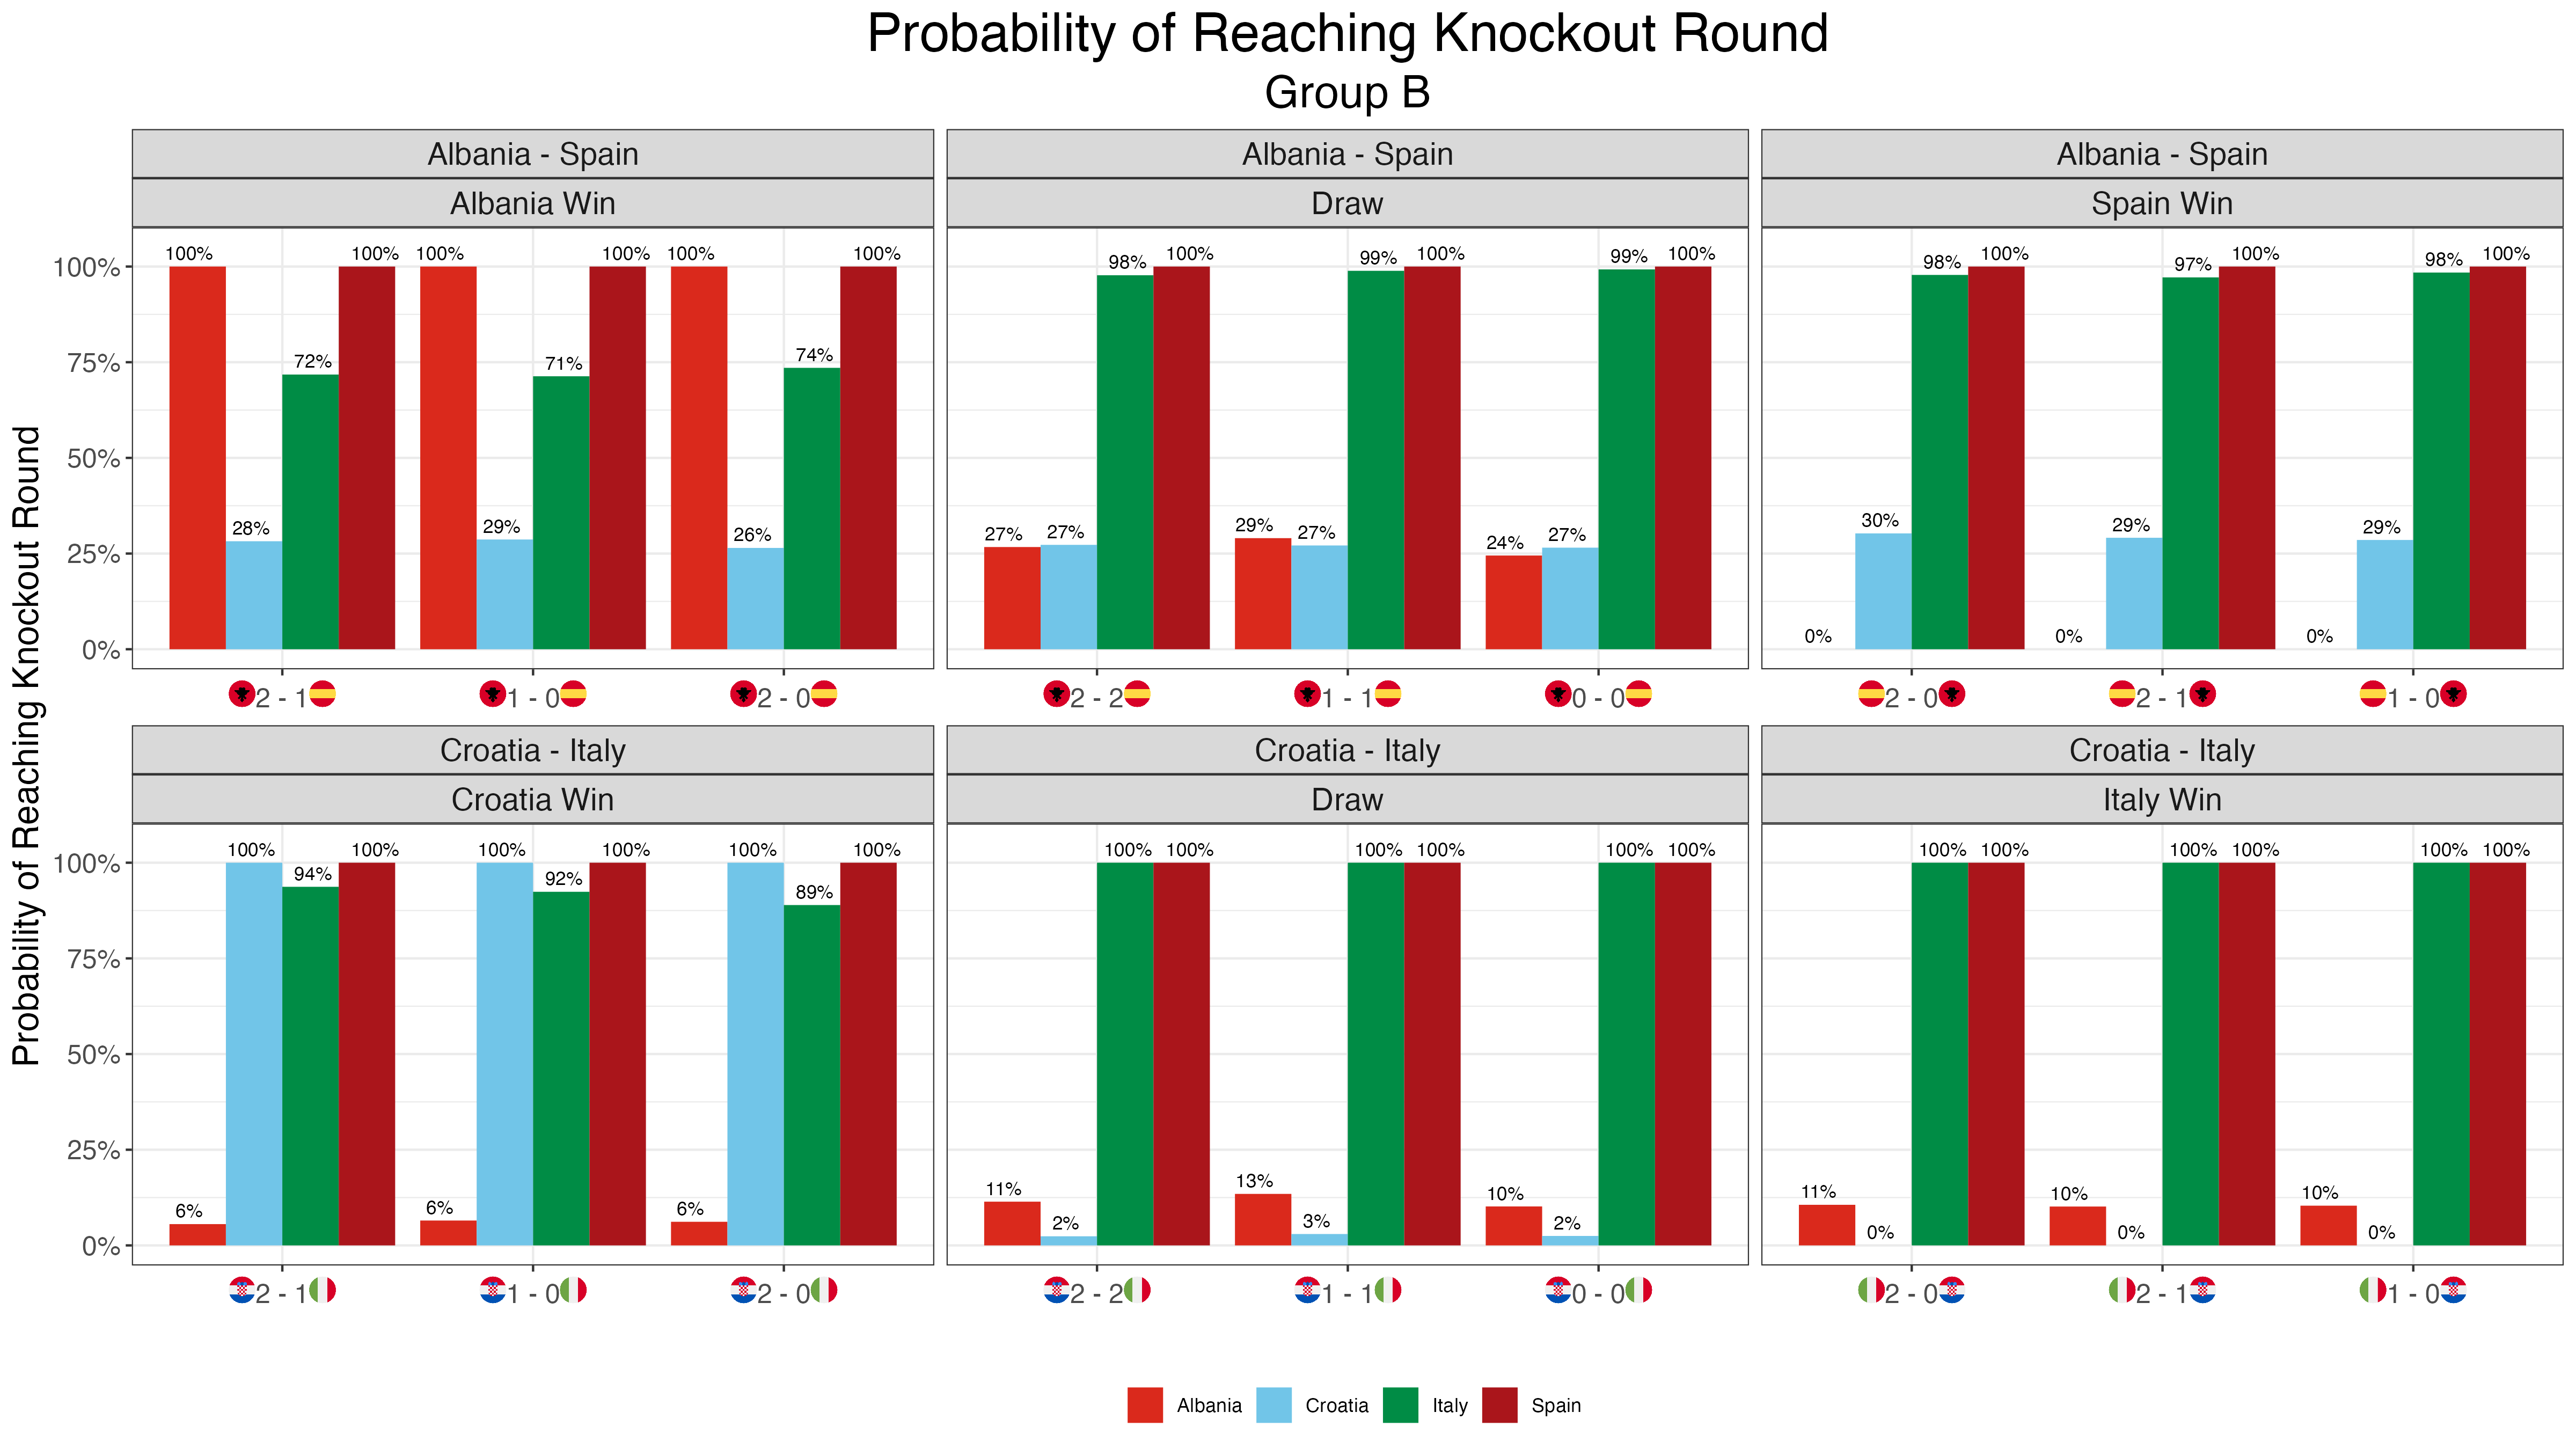 Probability of Reaching Knockout Round
Group B
Probability of Reaching Knockout Round
Albania - Spain
Albania Win
100%
75%
50%
25%
0%
100% 28% 72% 100% 100% 29% 71% 100% 100% 26% 74% 100%
2 - 1 1 - 0 2 - 0
Albania - Spain
Draw
27% 27% 98% 100% 29% 27% 99% 100% 24% 27% 99% 100%
2 - 2 1 - 1 0 - 0
Albania - Spain
Spain Win
0% 30% 98% 100% 0% 29% 97% 100% 0% 29% 98% 100%
2 - 0 2 - 1 1 - 0
Croatia - Italy
Croatia Win
100%
75%
50%
25%
0%
6% 100% 94% 100% 6% 100% 92% 100% 6% 100% 89% 100%
2 - 1 1 - 0 2 - 0
Croatia - Italy
Draw
11% 2% 100% 100% 13% 3% 100% 100% 10% 2% 100% 100%
2 - 2 1 - 1 0 - 0
Croatia - Italy
Italy Win
11% 0% 100% 100% 10% 0% 100% 100% 10% 0% 100% 100%
2 - 0 2 - 1 1 - 0
Albania Croatia Italy Spain